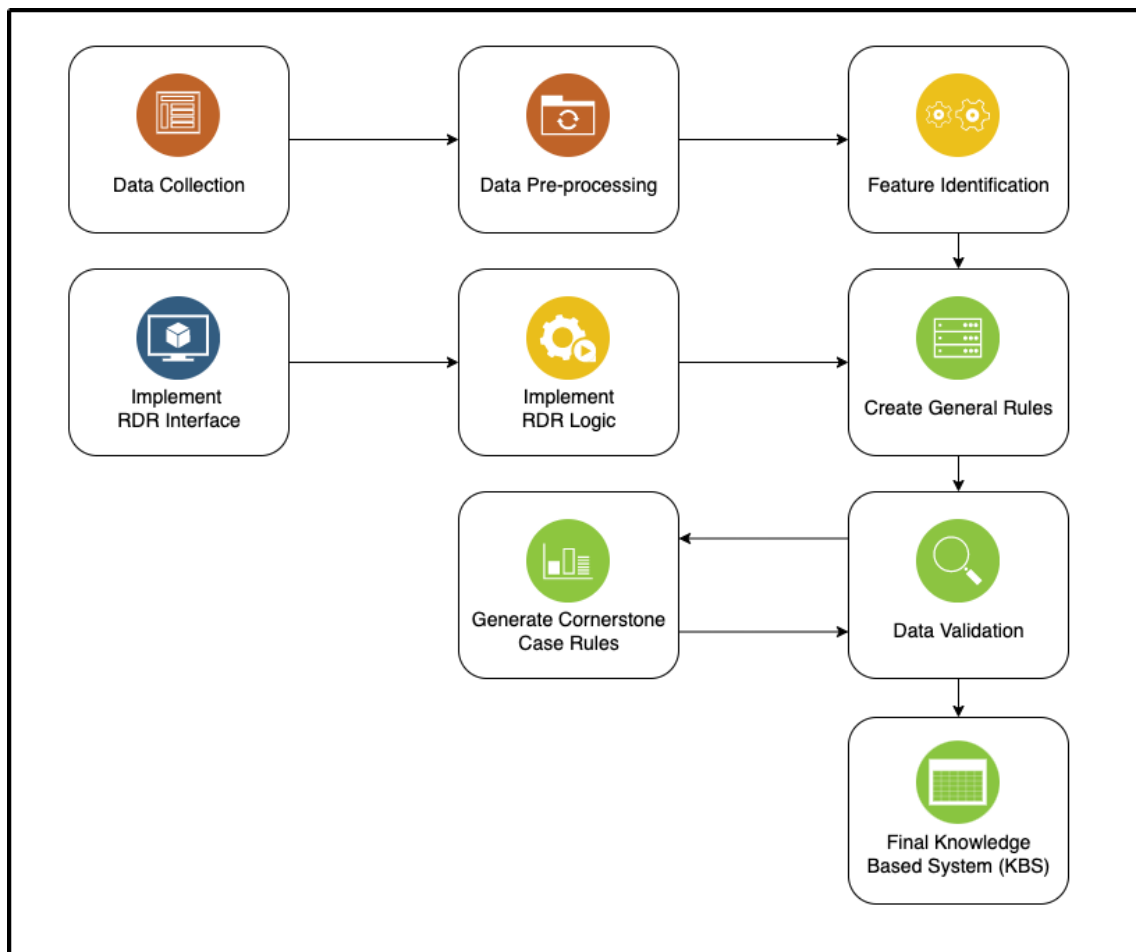 Data Collection
Data Pre-processing
Feature Identification
Implement
RDR Interface
Implement
RDR Logic
Create General Rules
Generate Cornerstone
Case Rules
Data Validation
Final Knowledge
Based System (KBS)